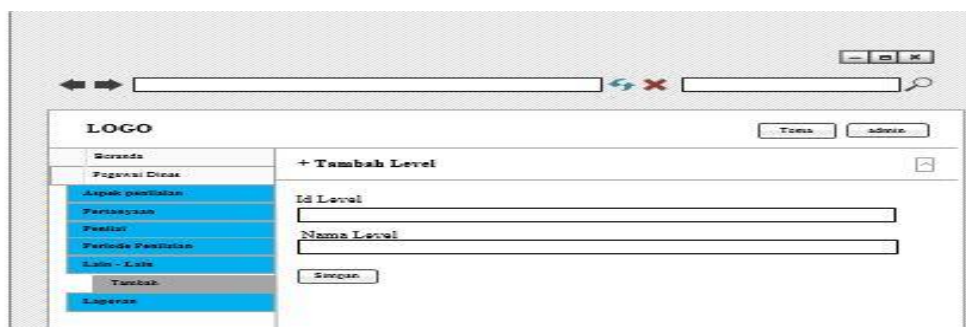 LOGO
Tema
admin
Beranda
Pegawai Dinas
Aspek penilaian
Pertanyaan
Penilai
Periode Penilaian
Lain - Lain
Tambah
Laporan
+ Tambah Level
Id Level
Nama Level
Simpan